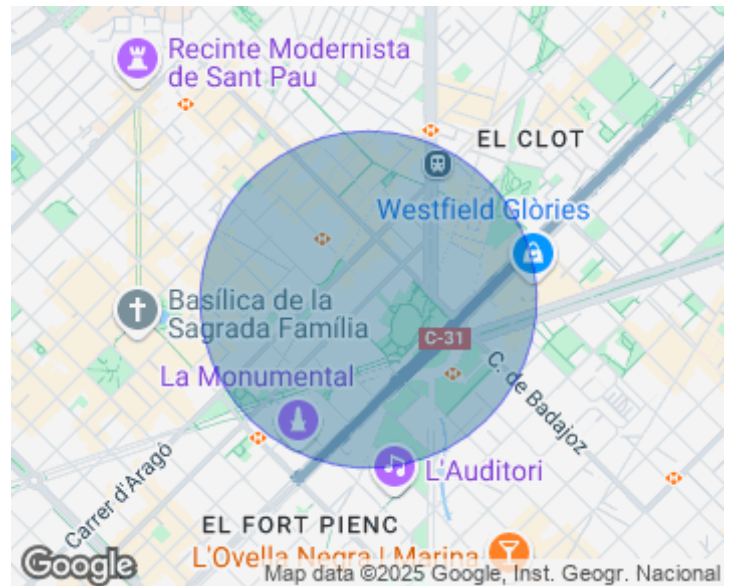 Recinte Modernista
de Sant Pau
EL CLOT
Westfield Glòries
Basílica de la
Sagrada Família
C-31
La Monumental
C. de Badajoz
Carrer d'Aragó
L'Auditori
EL FORT PIENC
L'Ovella Negra | Marina
Google
Map data ©2025 Google, Inst. Geogr. Nacional